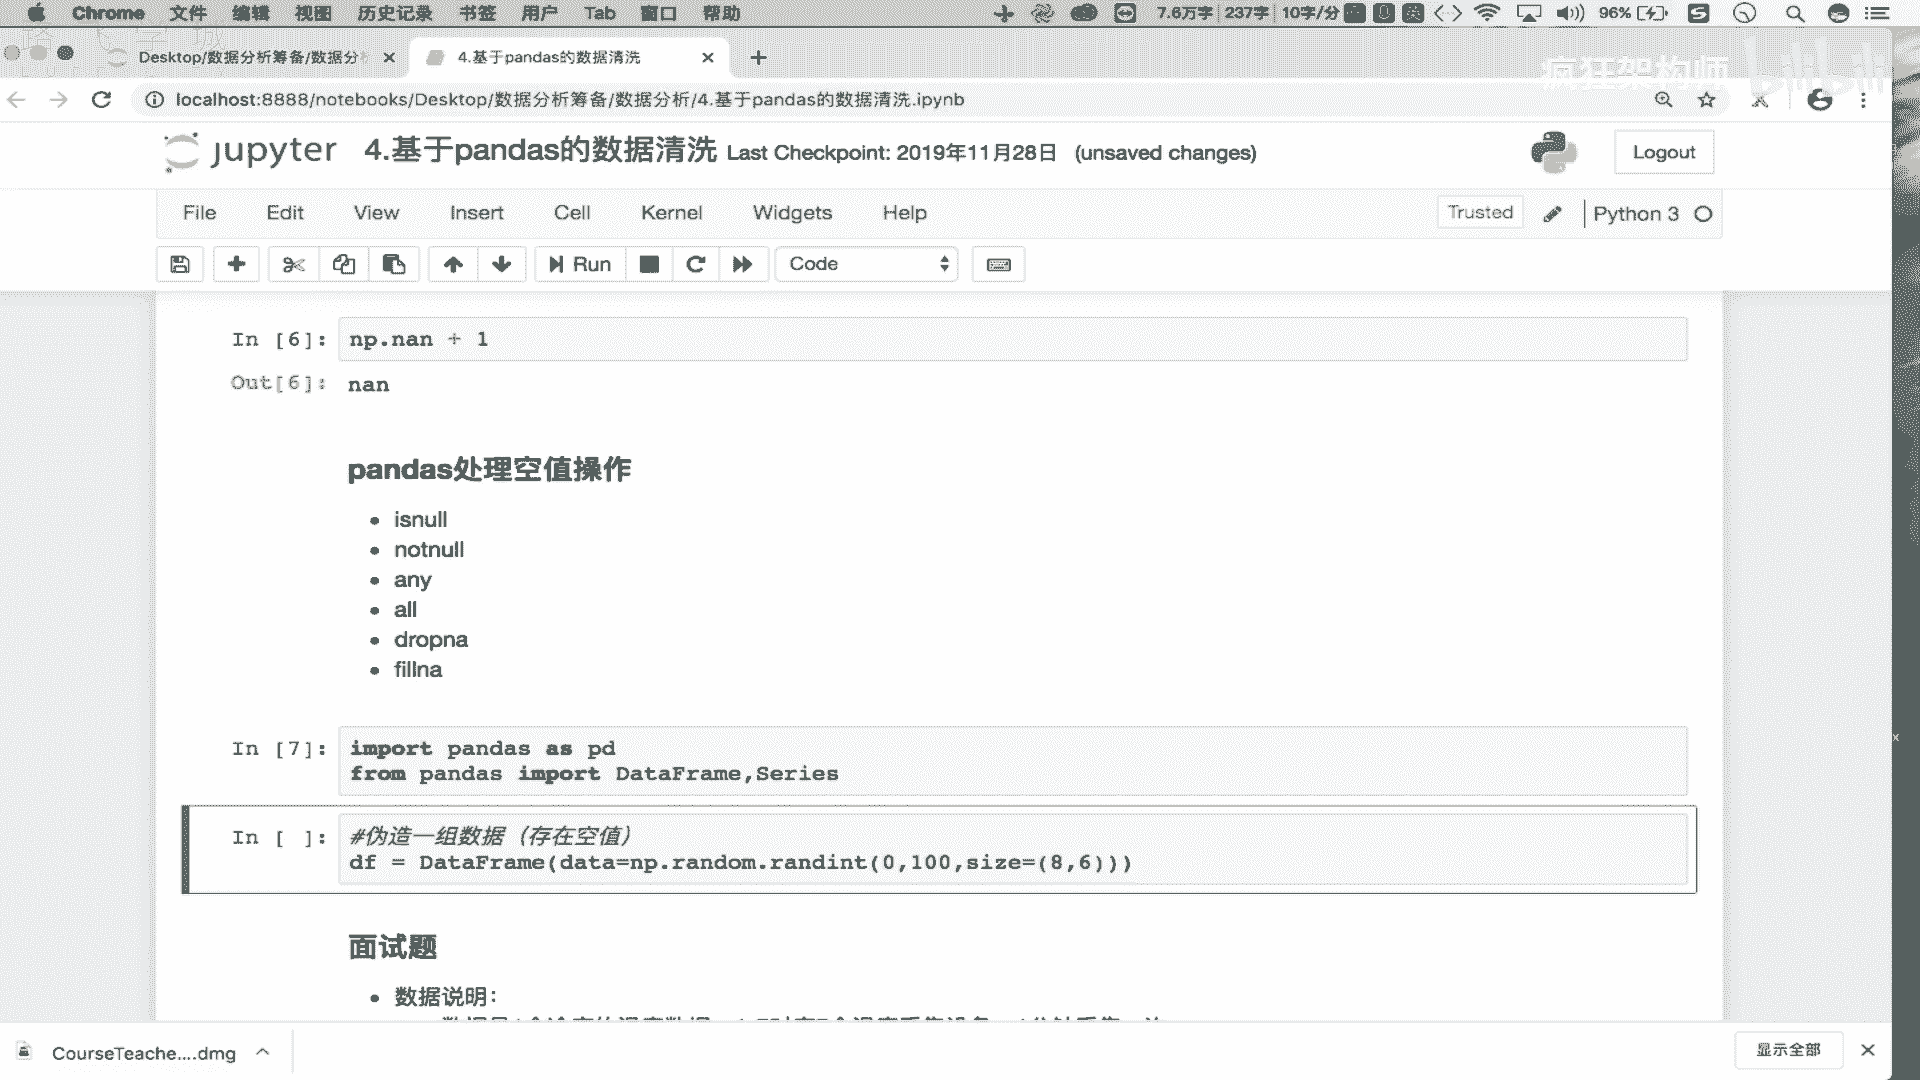 Chrome 文件 编辑 视图 历史记录 书签 用户 Tab 窗口 帮助 7.6万字 237字 10字/分 英 96%
Desktop/数据分析筹备/数据分 4.基于pandas的数据清洗
疯狂架构师 bilibili
localhost:8888/notebooks/Desktop/数据分析筹备/数据分析/4.基于pandas的数据清洗.ipynb
jupyter 4.基于pandas的数据清洗 Last Checkpoint: 2019年11月28日 (unsaved changes) Logout
File Edit View Insert Cell Kernel Widgets Help Trusted Python 3
Run Code
In [6]: np.nan + 1
Out[6]: nan
pandas处理空值操作
isnull
notnull
any
all
dropna
fillna
In [7]: import pandas as pd
from pandas import DataFrame,Series
In [ ]: #伪造一组数据（存在空值）
df = DataFrame(data=np.random.randint(0,100,size=(8,6)))
面试题
数据说明：
CourseTeache....dmg 显示全部